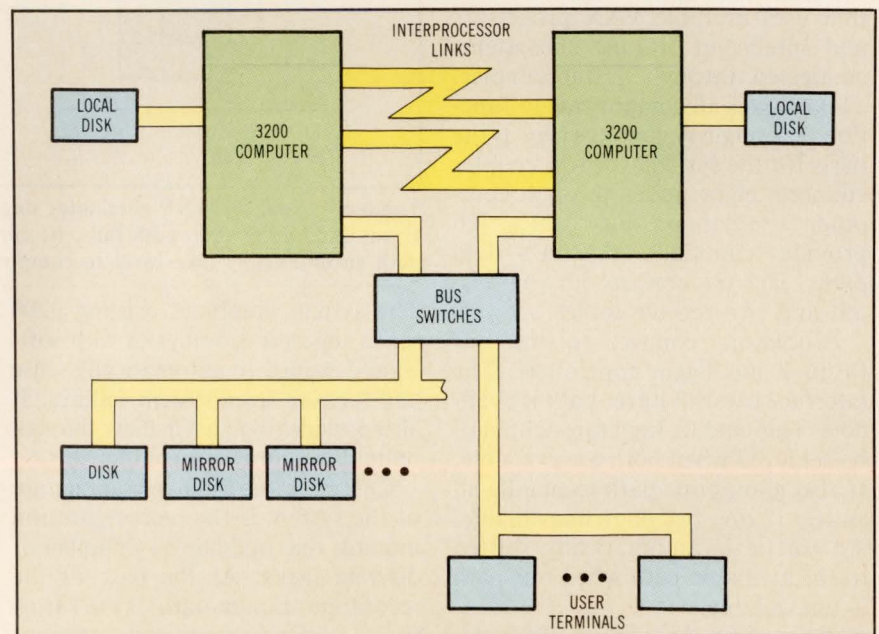 INTERPROCESSOR
LINKS
LOCAL
DISK
3200
COMPUTER
3200
COMPUTER
LOCAL
DISK
BUS
SWITCHES
DISK
MIRROR
DISK
MIRROR
DiSK
USER
TERMINALS